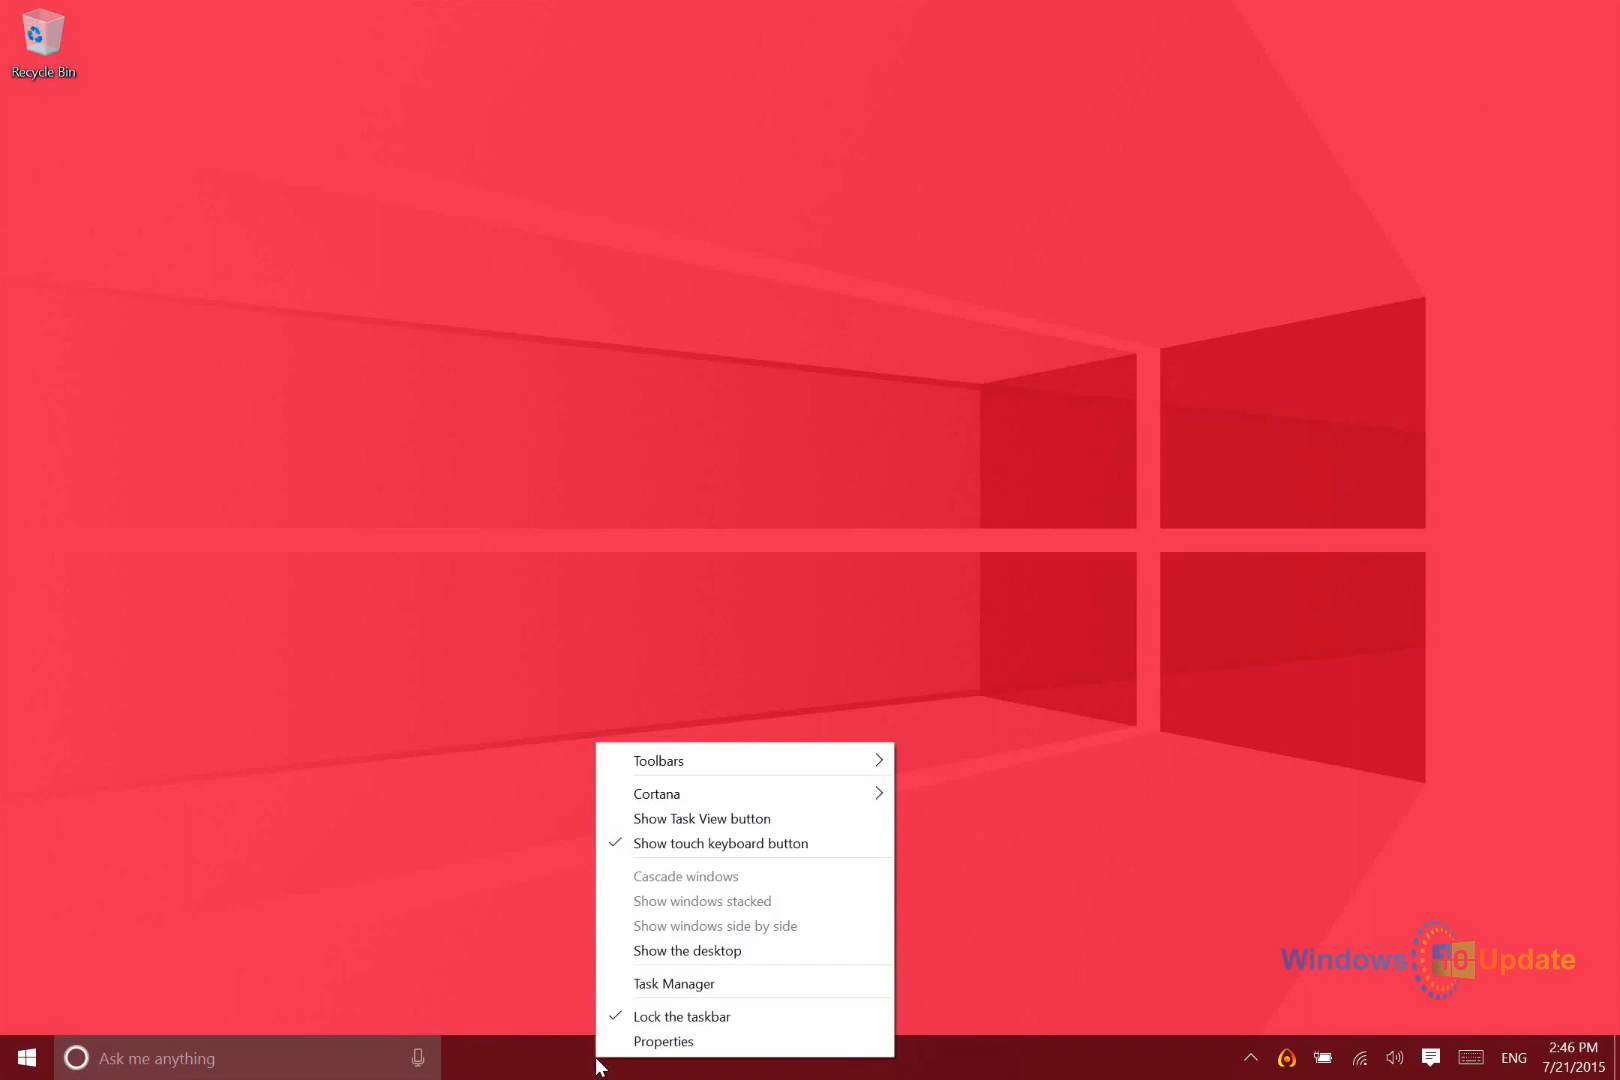 Recycle Bin
Toolbars
Cortana
Show Task View button
Show touch keyboard button
Cascade windows
Show windows stacked
Show windows side by side
Show the desktop
Task Manager
Lock the taskbar
Properties
Windows 10 Update
Ask me anything
ENG
2:46 PM
7/21/2015